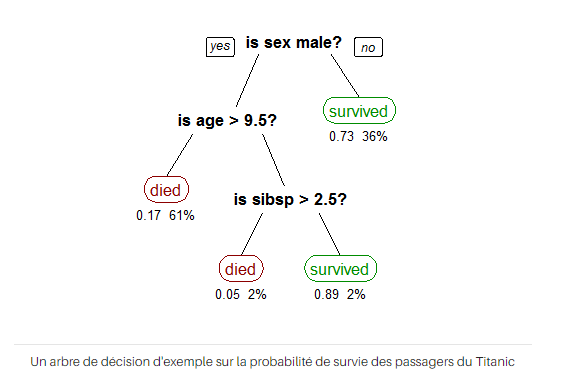 yes is sex male? no
is age > 9.5?
survived
0.73 36%
died
0.17 61%
is sibsp > 2.5?
died survived
0.05 2% 0.89 2%
Un arbre de décision d'exemple sur la probabilité de survie des passagers du Titanic